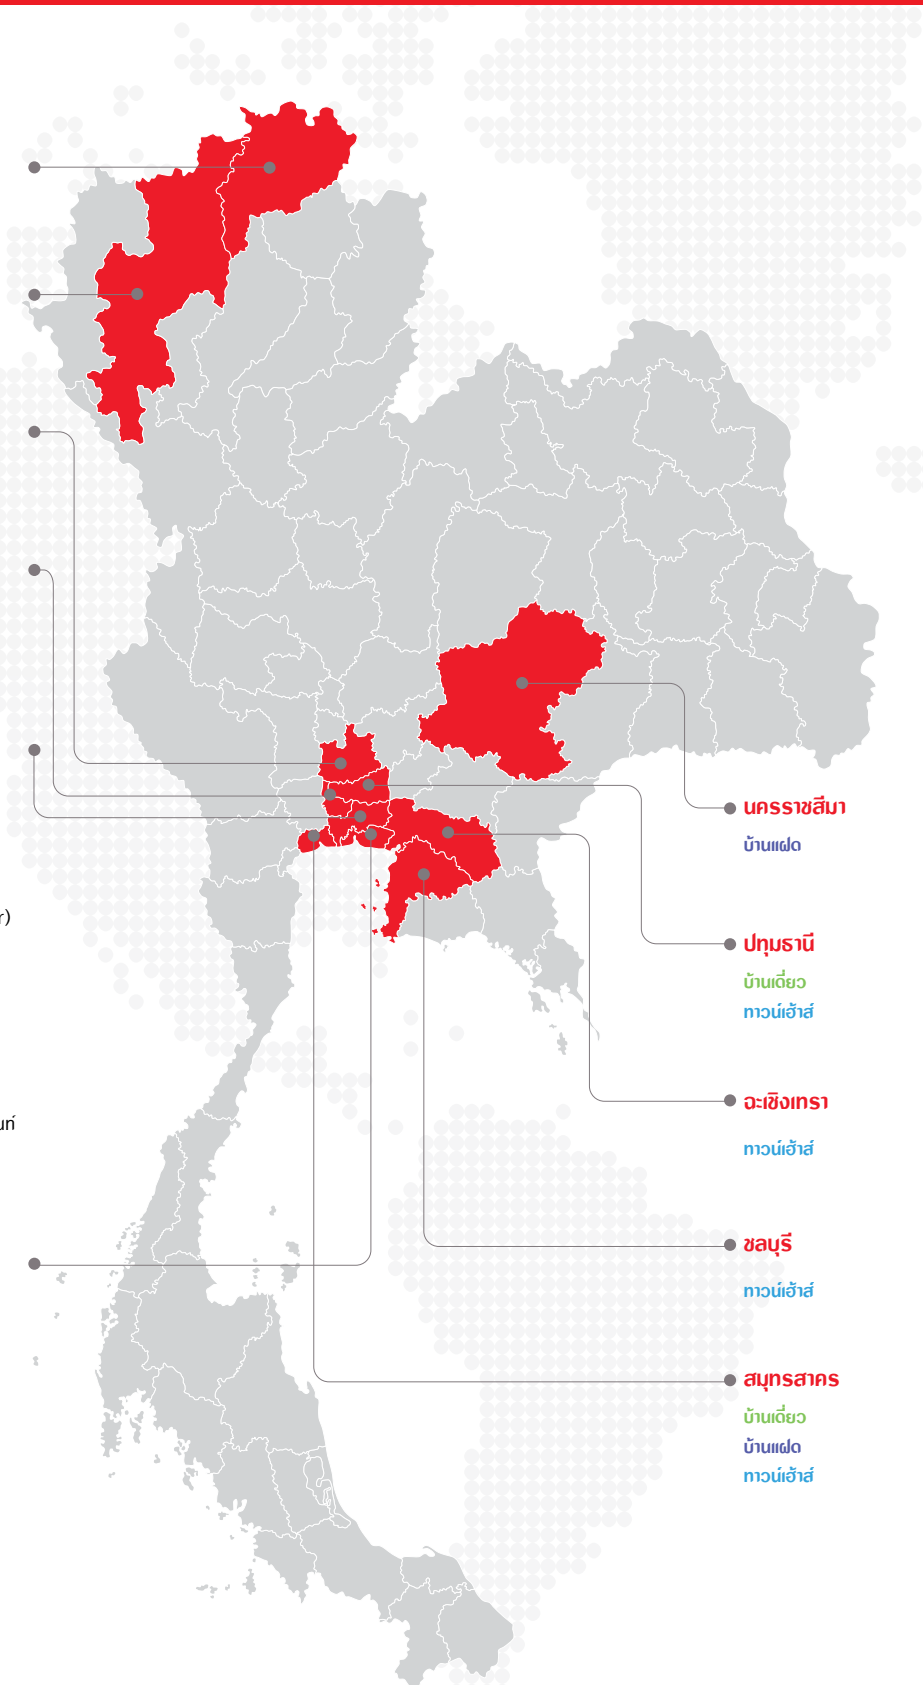 นครราชสีมา
บ้านแฝด
r)
ปทุมธานี
บ้านเดี่ยว
ทาวน์เฮ้าส์
ฉะเชิงเทรา
นท์
ทาวน์เฮ้าส์
ชลบุรี
ทาวน์เฮ้าส์
สมุทรสาคร
บ้านเดี่ยว
บ้านแฝด
ทาวน์เฮ้าส์